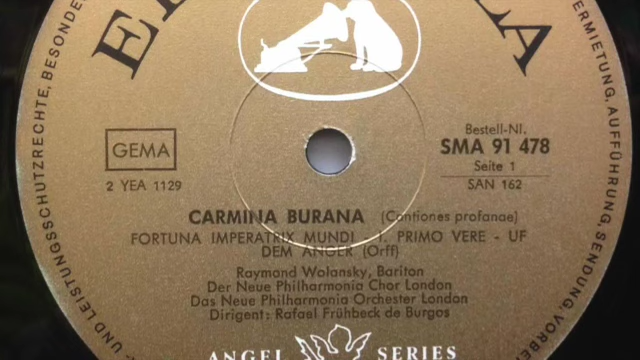 GEMA
2 YEA 1129
Bestell-Nr.
SMA 91 478
Seite 1
SAN 162
CARMINA BURANA (Cantiones profanae)
FORTUNA IMPERATRIX MUNDI - I. PRIMO VERE - UF
DEM ANGER (Orff)
Raymond Wolansky, Bariton
Der Neue Philharmonia Chor London
Das Neue Philharmonia Orchester London
Dirigent: Rafael Frühbeck de Burgos
ANGEL SERIES
UND LEISTUNGSSCHUTZRECHTE, BESONDER
ERMIETUNG, AUFFÜHRUNG, SENDUNG, VORBE